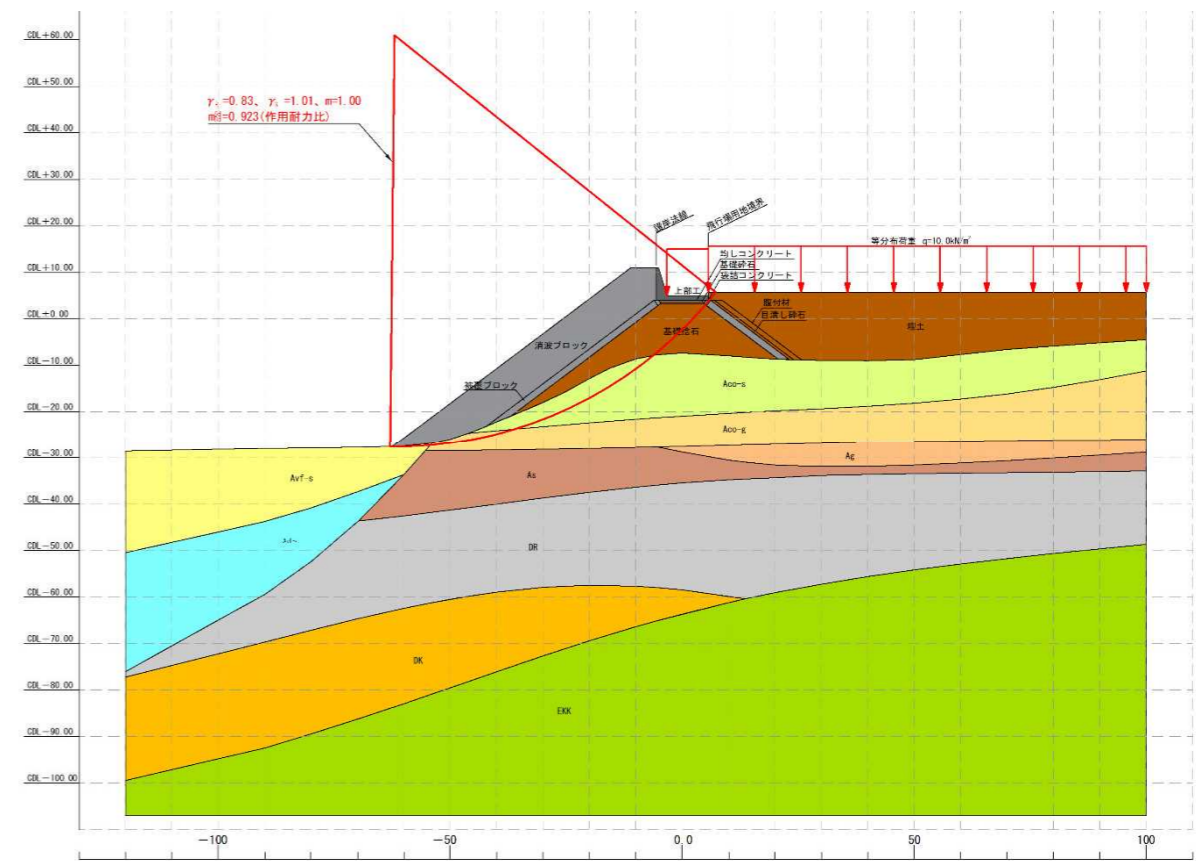 CDL+60.00
CDL+50.00
CDL+40.00
CDL+30.00
CDL+20.00
CDL+10.00
CDL+0.00
CDL-10.00
CDL-20.00
CDL-30.00
CDL-40.00
CDL-50.00
CDL-60.00
CDL-70.00
CDL-80.00
CDL-90.00
CDL-100.00
=0.83、 =1.01、m=1.00
=0.923(作用耐力比)
護岸法線
飛行場用地境界
等分布荷重 q=10.0kN/㎡
均しコンクリート
基礎砕石
袋詰コンクリート
上部工
腹付材
目潰し砕石
基礎捨石
埋土
消波ブロック
被覆ブロック
Aco-s
Aco-g
Ag
Avf-s
As
DR
DK
EKK
-100
-50
0.0
50
100